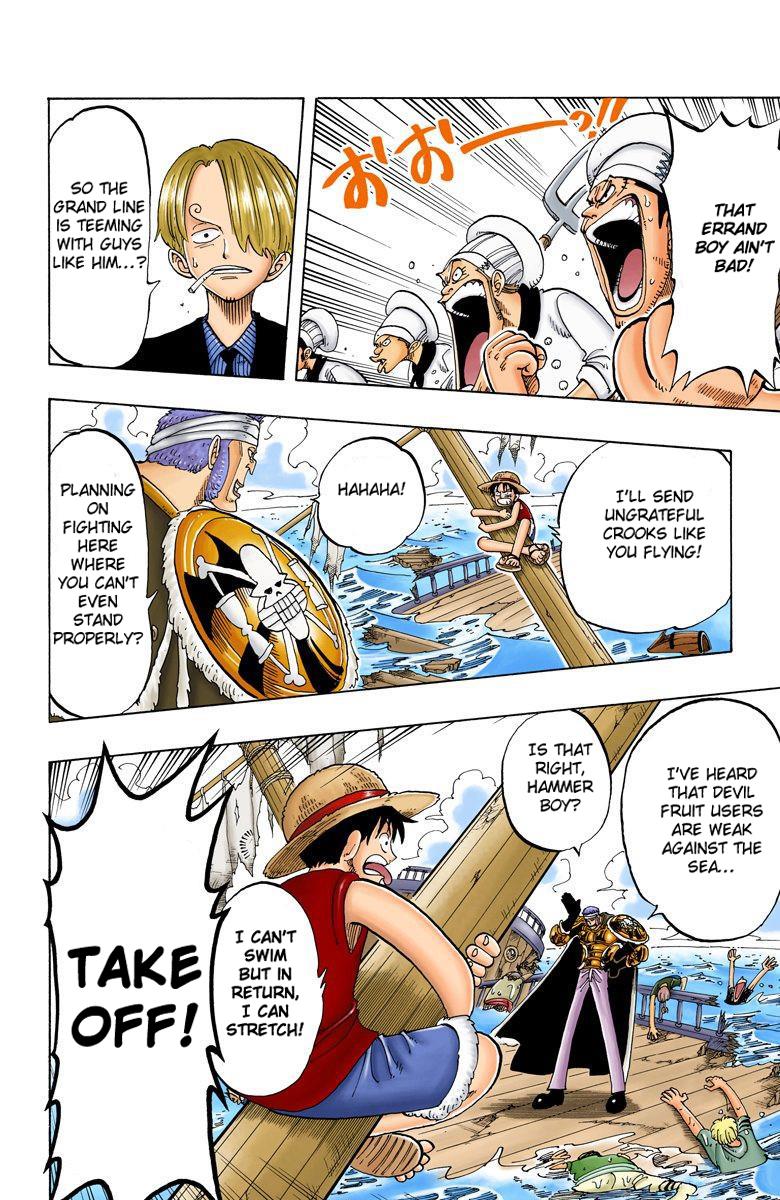 THAT
ERRAND
BOY AIN'T
BAD!
おおーっ!!
SO THE
GRAND LINE
IS TEEMING
WITH GUYS
LIKE HIM...?
I'LL SEND
UNGRATEFUL
CROOKS LIKE
YOU FLYING!
HAHAHA!
PLANNING
ON
FIGHTING
HERE
WHERE
YOU CAN'T
EVEN
STAND
PROPERLY?
I'VE HEARD
THAT DEVIL
FRUIT USERS
ARE WEAK
AGAINST
THE SEA...
IS THAT
RIGHT,
HAMMER
BOY?
I CAN'T
SWIM
BUT IN
RETURN,
I CAN
STRETCH!
TAKE
OFF!